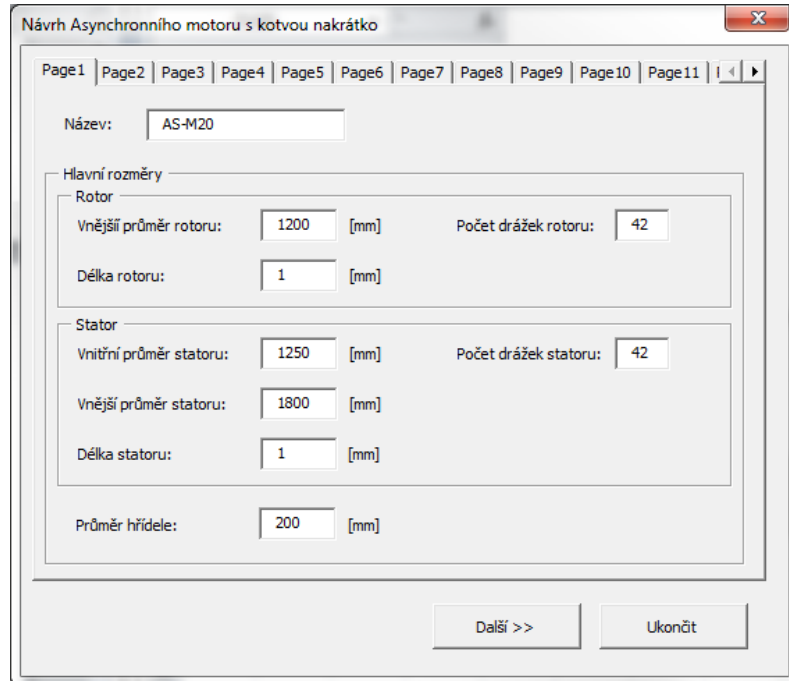 Návrh Asynchronního motoru s kotvou nakrátko
Page1 Page2 Page3 Page4 Page5 Page6 Page7 Page8 Page9 Page10 Page11
Název: AS-M20
Hlavní rozměry
Rotor
Vnějšíí průměr rotoru: 1200 [mm] Počet drážek rotoru: 42
Délka rotoru: 1 [mm]
Stator
Vnitřní průměr statoru: 1250 [mm] Počet drážek statoru: 42
Vnější průměr statoru: 1800 [mm]
Délka statoru: 1 [mm]
Průměr hřídele: 200 [mm]
Další >> Ukončit